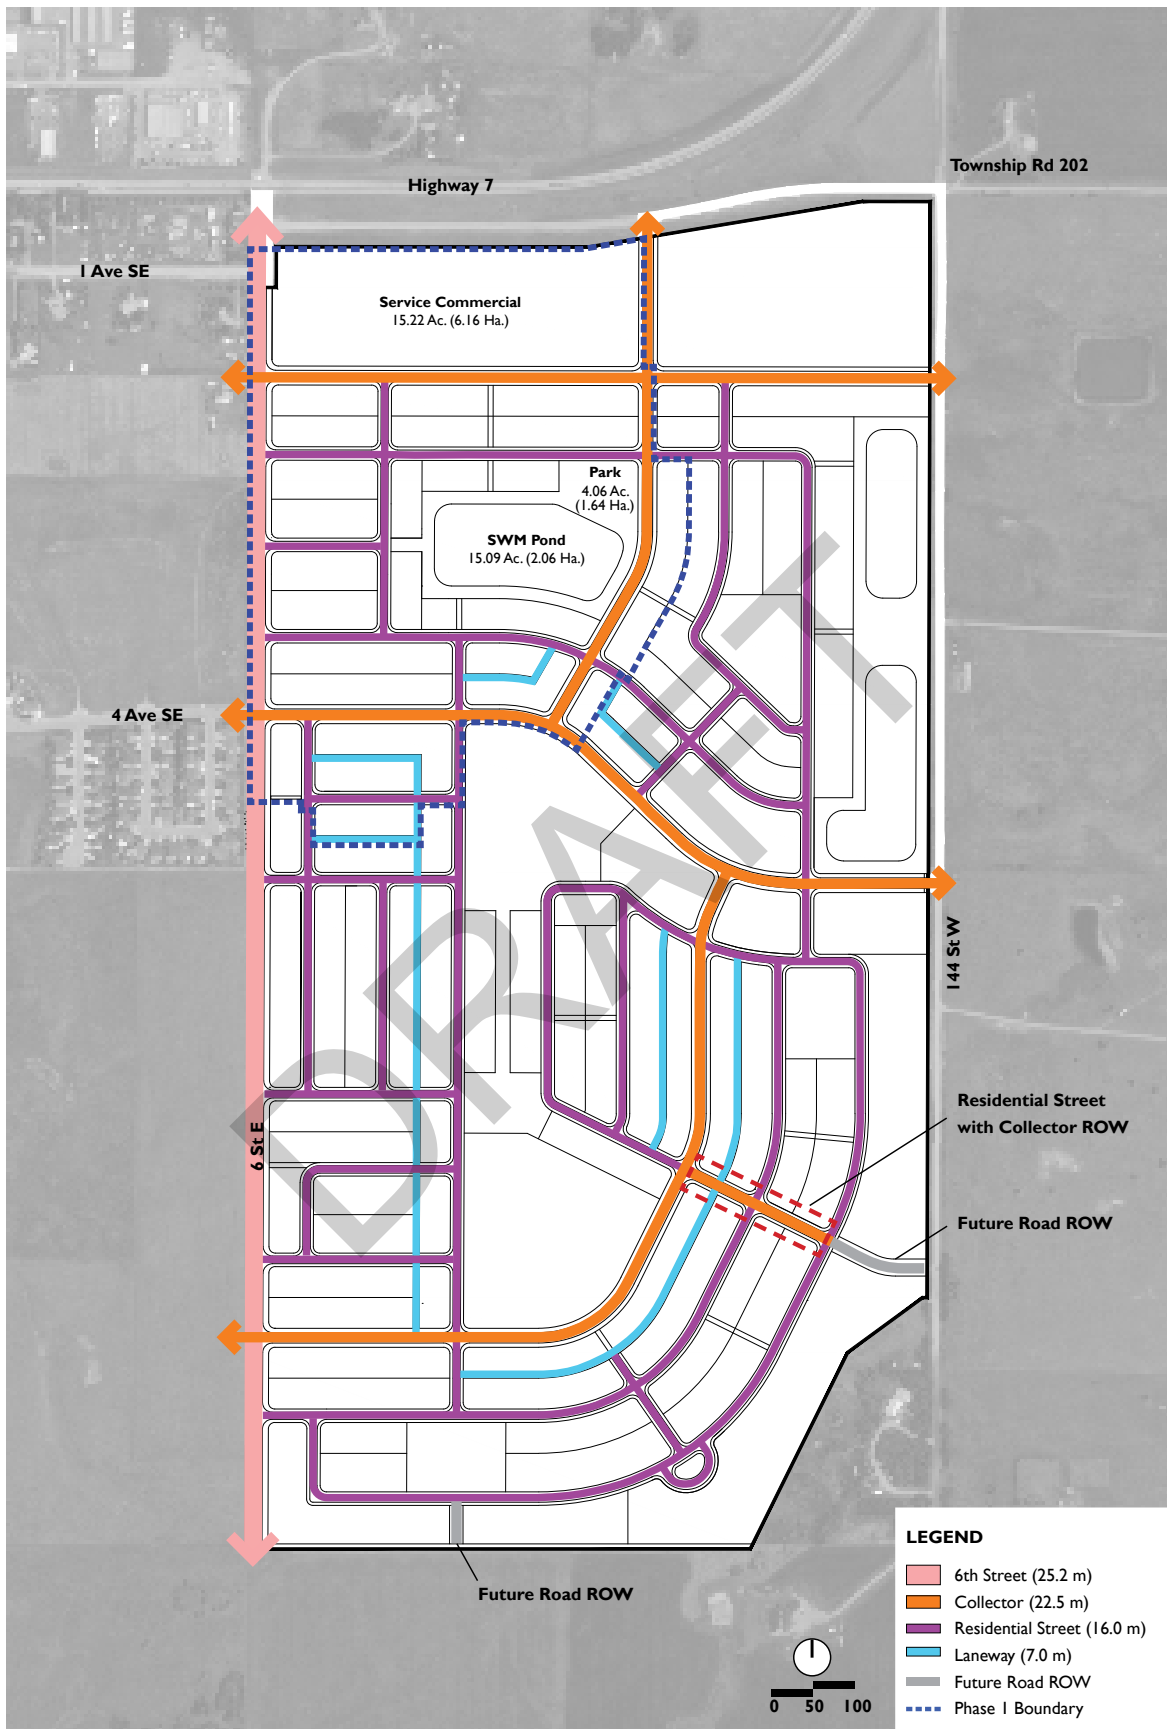 Township Rd 202
Highway 7
1 Ave SE
Service Commercial
15.22 Ac. (6.16 Ha.)
Park
4.06 Ac.
(1.64 Ha.)
SWM Pond
15.09 Ac. (2.06 Ha.)
4 Ave SE
DRAFT
144 St W
Residential Street
with Collector ROW
6 St E
Future Road ROW
Future Road ROW
LEGEND
6th Street (25.2 m)
Collector (22.5 m)
Residential Street (16.0 m)
Laneway (7.0 m)
Future Road ROW
Phase 1 Boundary
0 50 100